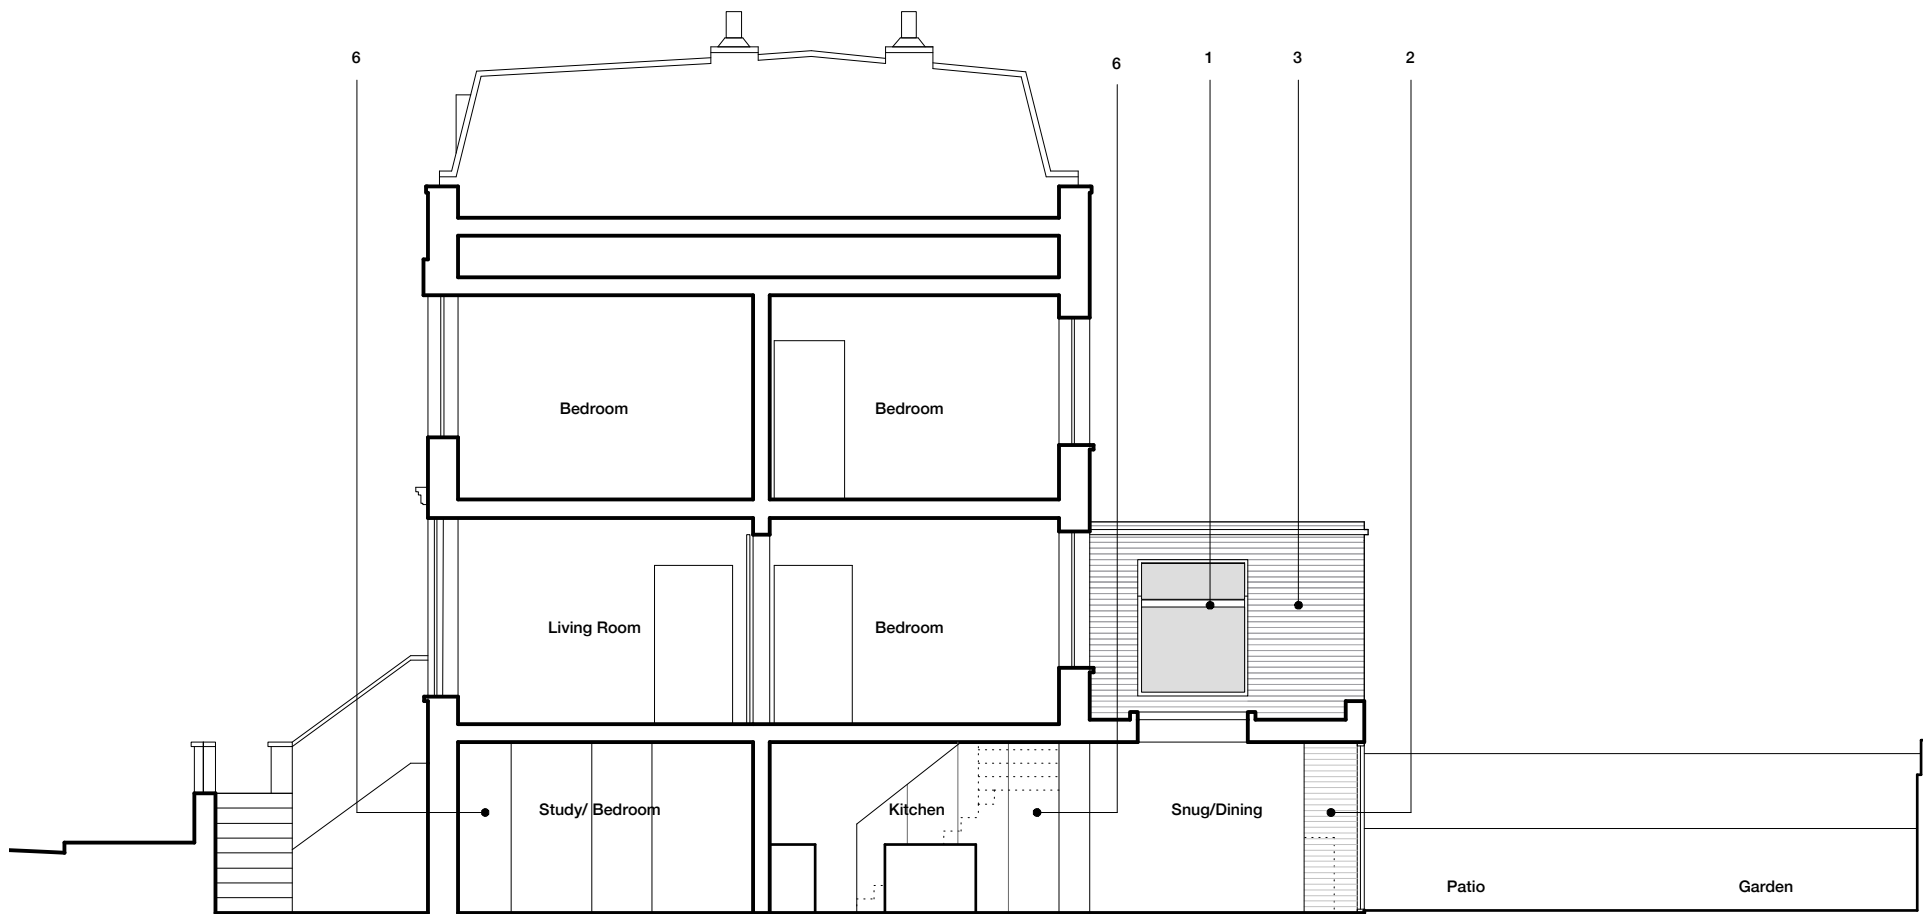 6
6
1
3
2
Bedroom
Bedroom
Living Room
Bedroom
Study/ Bedroom
Kitchen
Snug/Dining
Patio
Garden